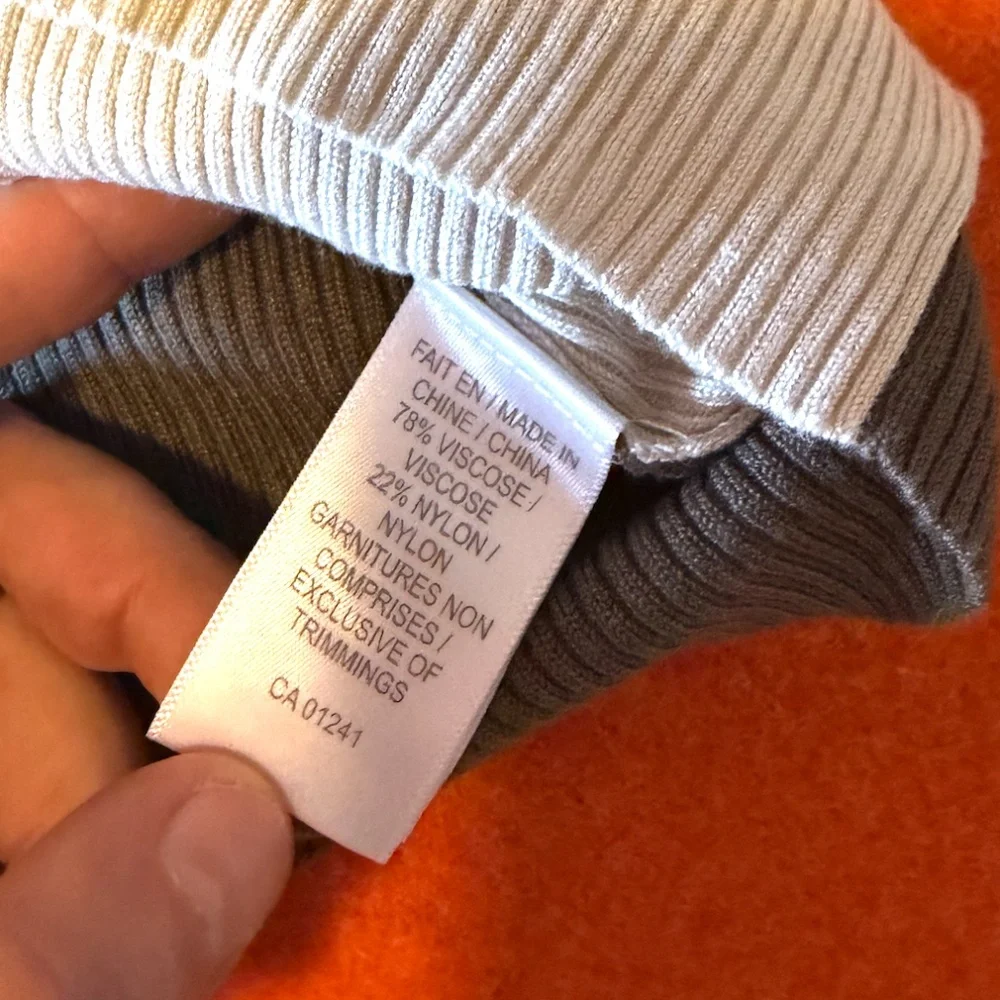 FAIT EN / MADE IN
CHINE / CHINA
78% VISCOSE /
VISCOSE
22% NYLON /
NYLON
GARNITURES NON
COMPRISES /
EXCLUSIVE OF
TRIMMINGS
CA 01241